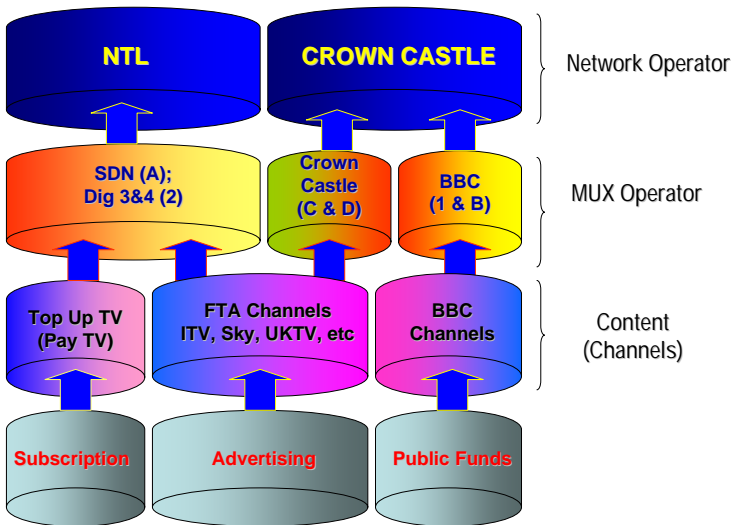 NTL
CROWN CASTLE
Network Operator
SDN (A);
Dig 3&4 (2)
Crown
Castle
(C & D)
BBC
(1 & B)
MUX Operator
Top Up TV
(Pay TV)
FTA Channels
ITV, Sky, UKTV, etc
BBC
Channels
Content
(Channels)
Subscription
Advertising
Public Funds